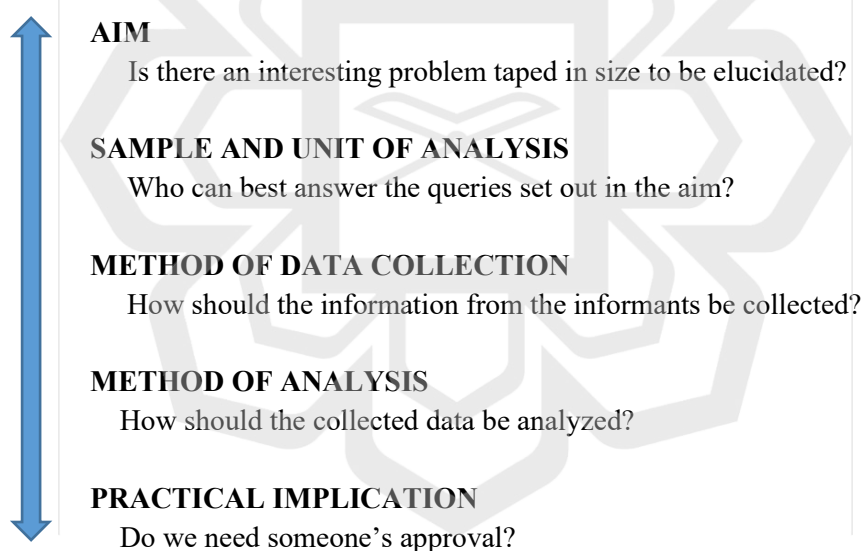 AIM
Is there an interesting problem taped in size to be elucidated?
SAMPLE AND UNIT OF ANALYSIS
Who can best answer the queries set out in the aim?
METHOD OF DATA COLLECTION
How should the information from the informants be collected?
METHOD OF ANALYSIS
How should the collected data be analyzed?
PRACTICAL IMPLICATION
Do we need someone’s approval?